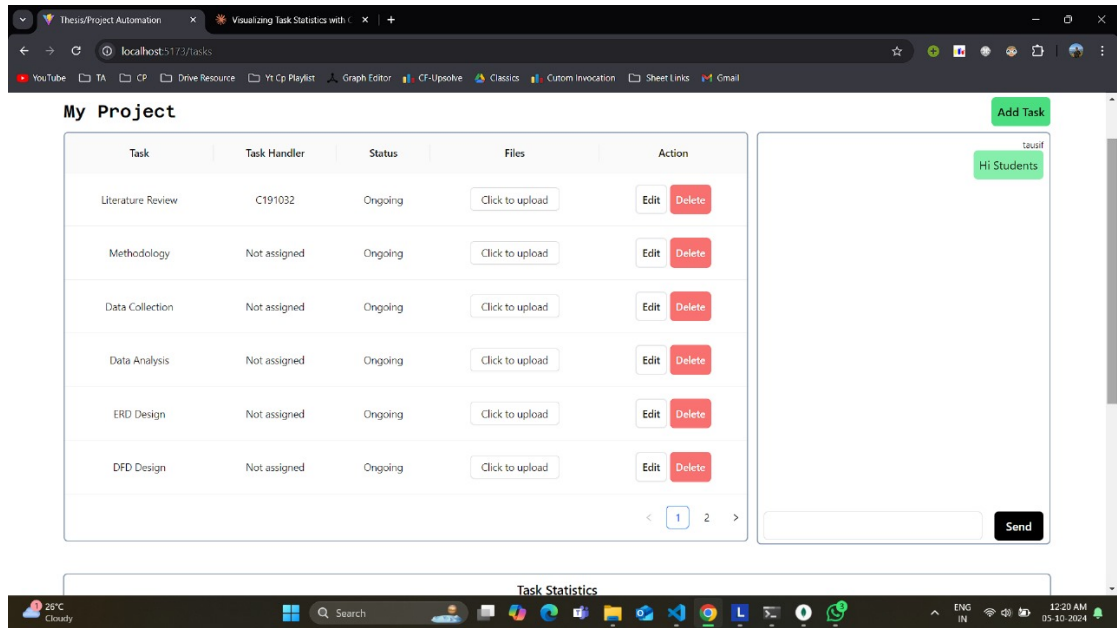 Thesis/Project Automation
Visualizing Task Statistics with
localhost:5173/tasks
YouTube TA CP Drive Resource Yt Cp Playlist Graph Editor CF-Upsolve Classics Cutom Invocation Sheet Links Gmail
My Project
Add Task
Task Task Handler Status Files Action
Literature Review C191032 Ongoing Click to upload Edit Delete
Methodology Not assigned Ongoing Click to upload Edit Delete
Data Collection Not assigned Ongoing Click to upload Edit Delete
Data Analysis Not assigned Ongoing Click to upload Edit Delete
ERD Design Not assigned Ongoing Click to upload Edit Delete
DFD Design Not assigned Ongoing Click to upload Edit Delete
< 1 2 >
tausif
Hi Students
Send
Task Statistics
1
26°C
Cloudy
Search
3
ENG
IN
12:20 AM
05-10-2024